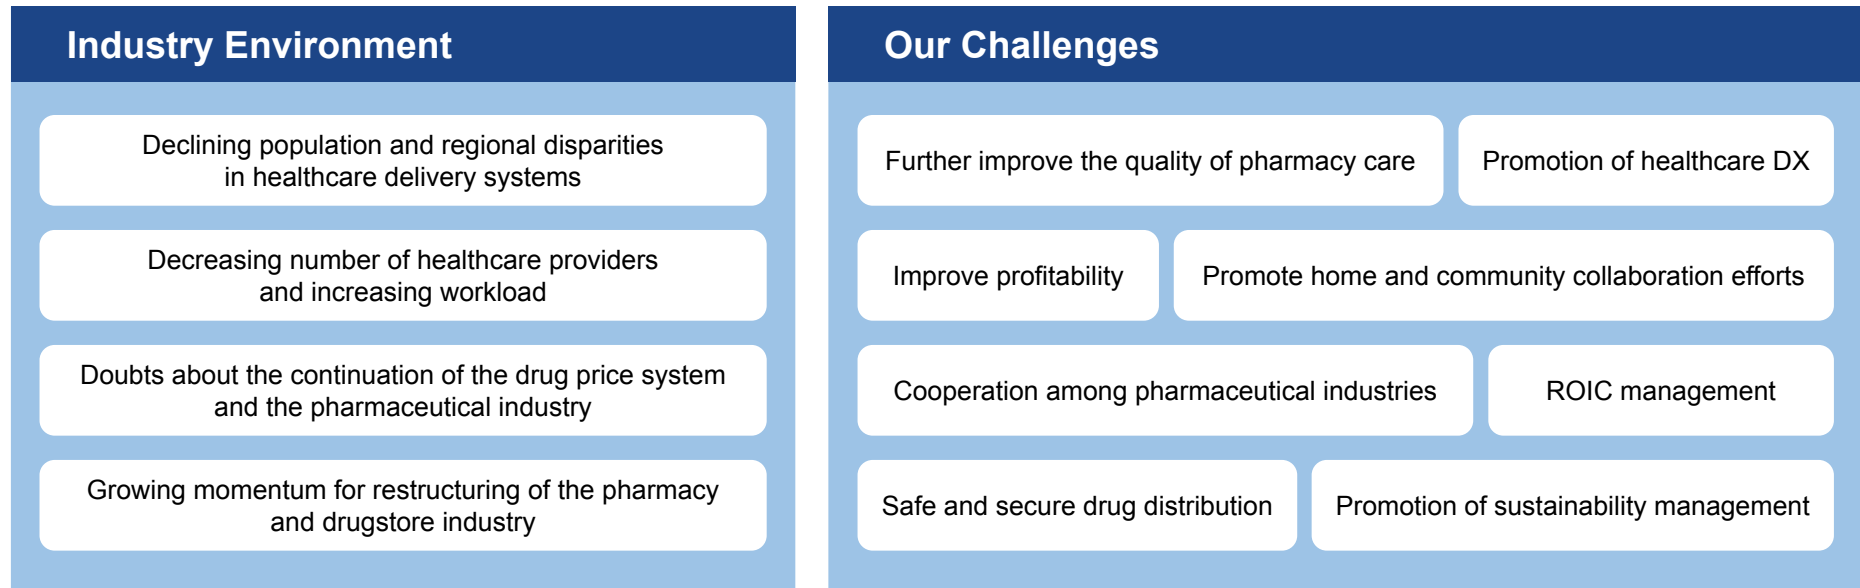 Industry Environment
Declining population and regional disparities
in healthcare delivery systems
Decreasing number of healthcare providers
and increasing workload
Doubts about the continuation of the drug price system
and the pharmaceutical industry
Growing momentum for restructuring of the pharmacy
and drugstore industry
Our Challenges
Further improve the quality of pharmacy care
Promotion of healthcare DX
Improve profitability
Promote home and community collaboration efforts
Cooperation among pharmaceutical industries
ROIC management
Safe and secure drug distribution
Promotion of sustainability management